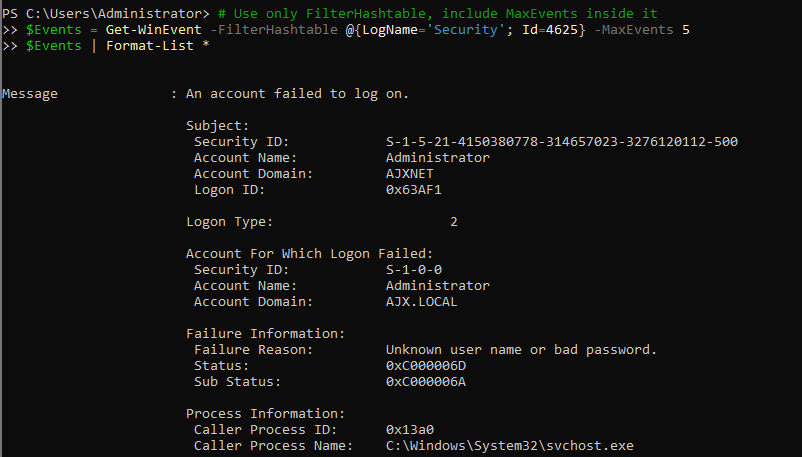 PS C:\Users\Administrator> # Use only FilterHashtable, include MaxEvents inside it
>> $Events = Get-WinEvent -FilterHashtable @{LogName='Security'; Id=4625} -MaxEvents 5
>> $Events | Format-List *
Message : An account failed to log on.
Subject:
Security ID: S-1-5-21-4150380778-314657023-3276120112-500
Account Name: Administrator
Account Domain: AJXNET
Logon ID: 0x63AF1
Logon Type: 2
Account For Which Logon Failed:
Security ID: S-1-0-0
Account Name: Administrator
Account Domain: AJX.LOCAL
Failure Information:
Failure Reason: Unknown user name or bad password.
Status: 0xC000006D
Sub Status: 0xC000006A
Process Information:
Caller Process ID: 0x13a0
Caller Process Name: C:\Windows\System32\svchost.exe